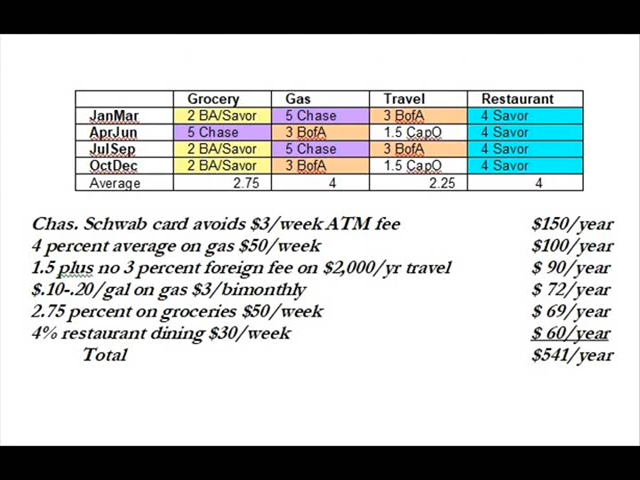 Grocery Gas Travel Restaurant
JanMar 2 BA/Savor 5 Chase 3 BofA 4 Savor
AprJun 5 Chase 3 BofA 1.5 CapO 4 Savor
JulSep 2 BA/Savor 5 Chase 3 BofA 4 Savor
OctDec 2 BA/Savor 3 BofA 1.5 CapO 4 Savor
Average 2.75 4 2.25 4
Chas. Schwab card avoids $3/week ATM fee $150/year
4 percent average on gas $50/week $100/year
1.5 plus no 3 percent foreign fee on $2,000/yr travel $ 90/year
$.10-.20/gal on gas $3/bimonthly $ 72/year
2.75 percent on groceries $50/week $ 69/year
4% restaurant dining $30/week $ 60/year
Total $541/year